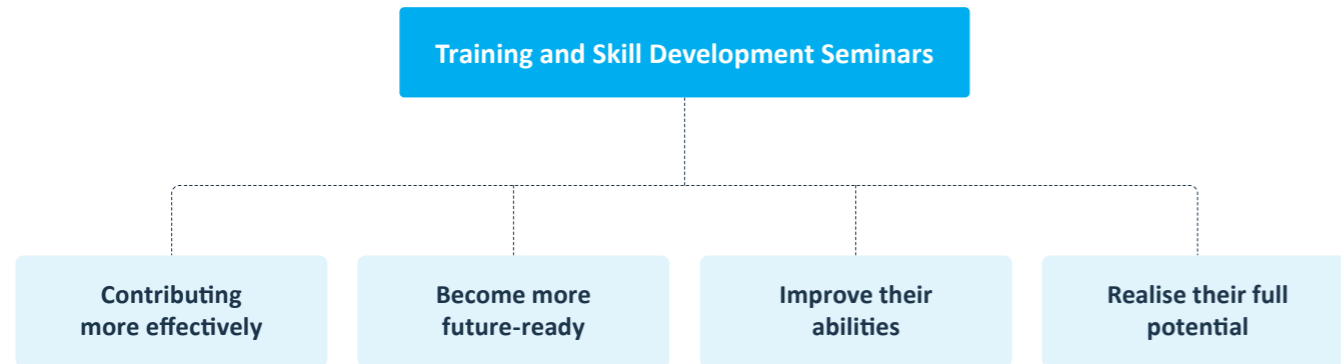 Training and Skill Development Seminars
Contributing
more effectively
Become more
future-ready
Improve their
abilities
Realise their full
potential